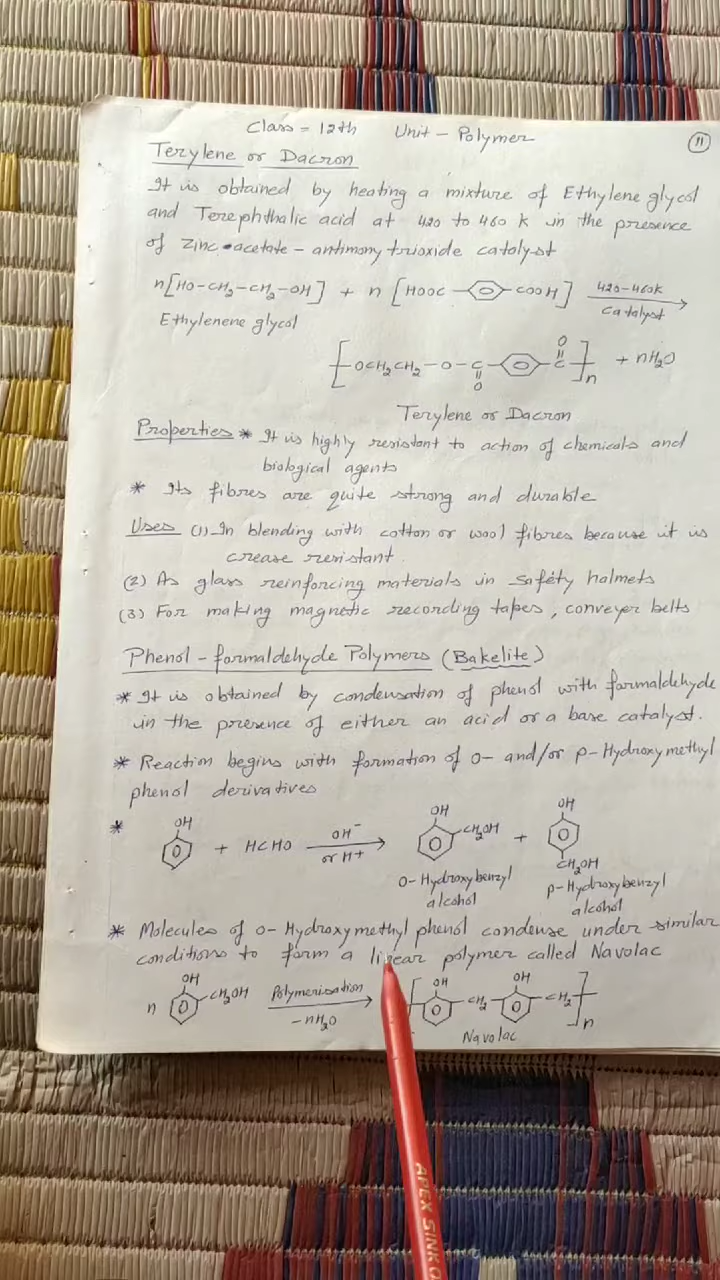 Class = 12th Unit - Polymer 11
Terylene or Dacron
It is obtained by heating a mixture of Ethylene glycol
and Terephthalic acid at 420 to 460 K in the presence
of zinc acetate - antimony trioxide catalyst
n[HO-CH2-CH2-OH] + n [HOOC- -COOH] 420-460K
Catalyst
Ethylenene glycol
[OCH2CH2-O-C- -C]n + nH2O
O O
Terylene or Dacron
Properties * It is highly resistant to action of chemicals and
biological agents
* Its fibres are quite strong and durable
Uses (1) In blending with cotton or wool fibres because it is
crease resistant.
(2) As glass reinforcing materials in safety halmets
(3) For making magnetic recording tapes, conveyer belts
Phenol - formaldehyde Polymers (Bakelite)
* It is obtained by condensation of phenol with formaldehyde
in the presence of either an acid or a base catalyst.
* Reaction begins with formation of o- and/or p-Hydroxymethyl
phenol derivatives
* OH + HCHO OH- or H+ OH CH2OH + OH CH2OH
o-Hydroxybenzyl alcohol p-Hydroxybenzyl alcohol
* Molecules of o-Hydroxymethyl phenol condense under similar
conditions to form a linear polymer called Navolac
n OH CH2OH Polymerisation -nH2O [OH -CH2- OH -CH2-]n
Navolac
APEX SINKO